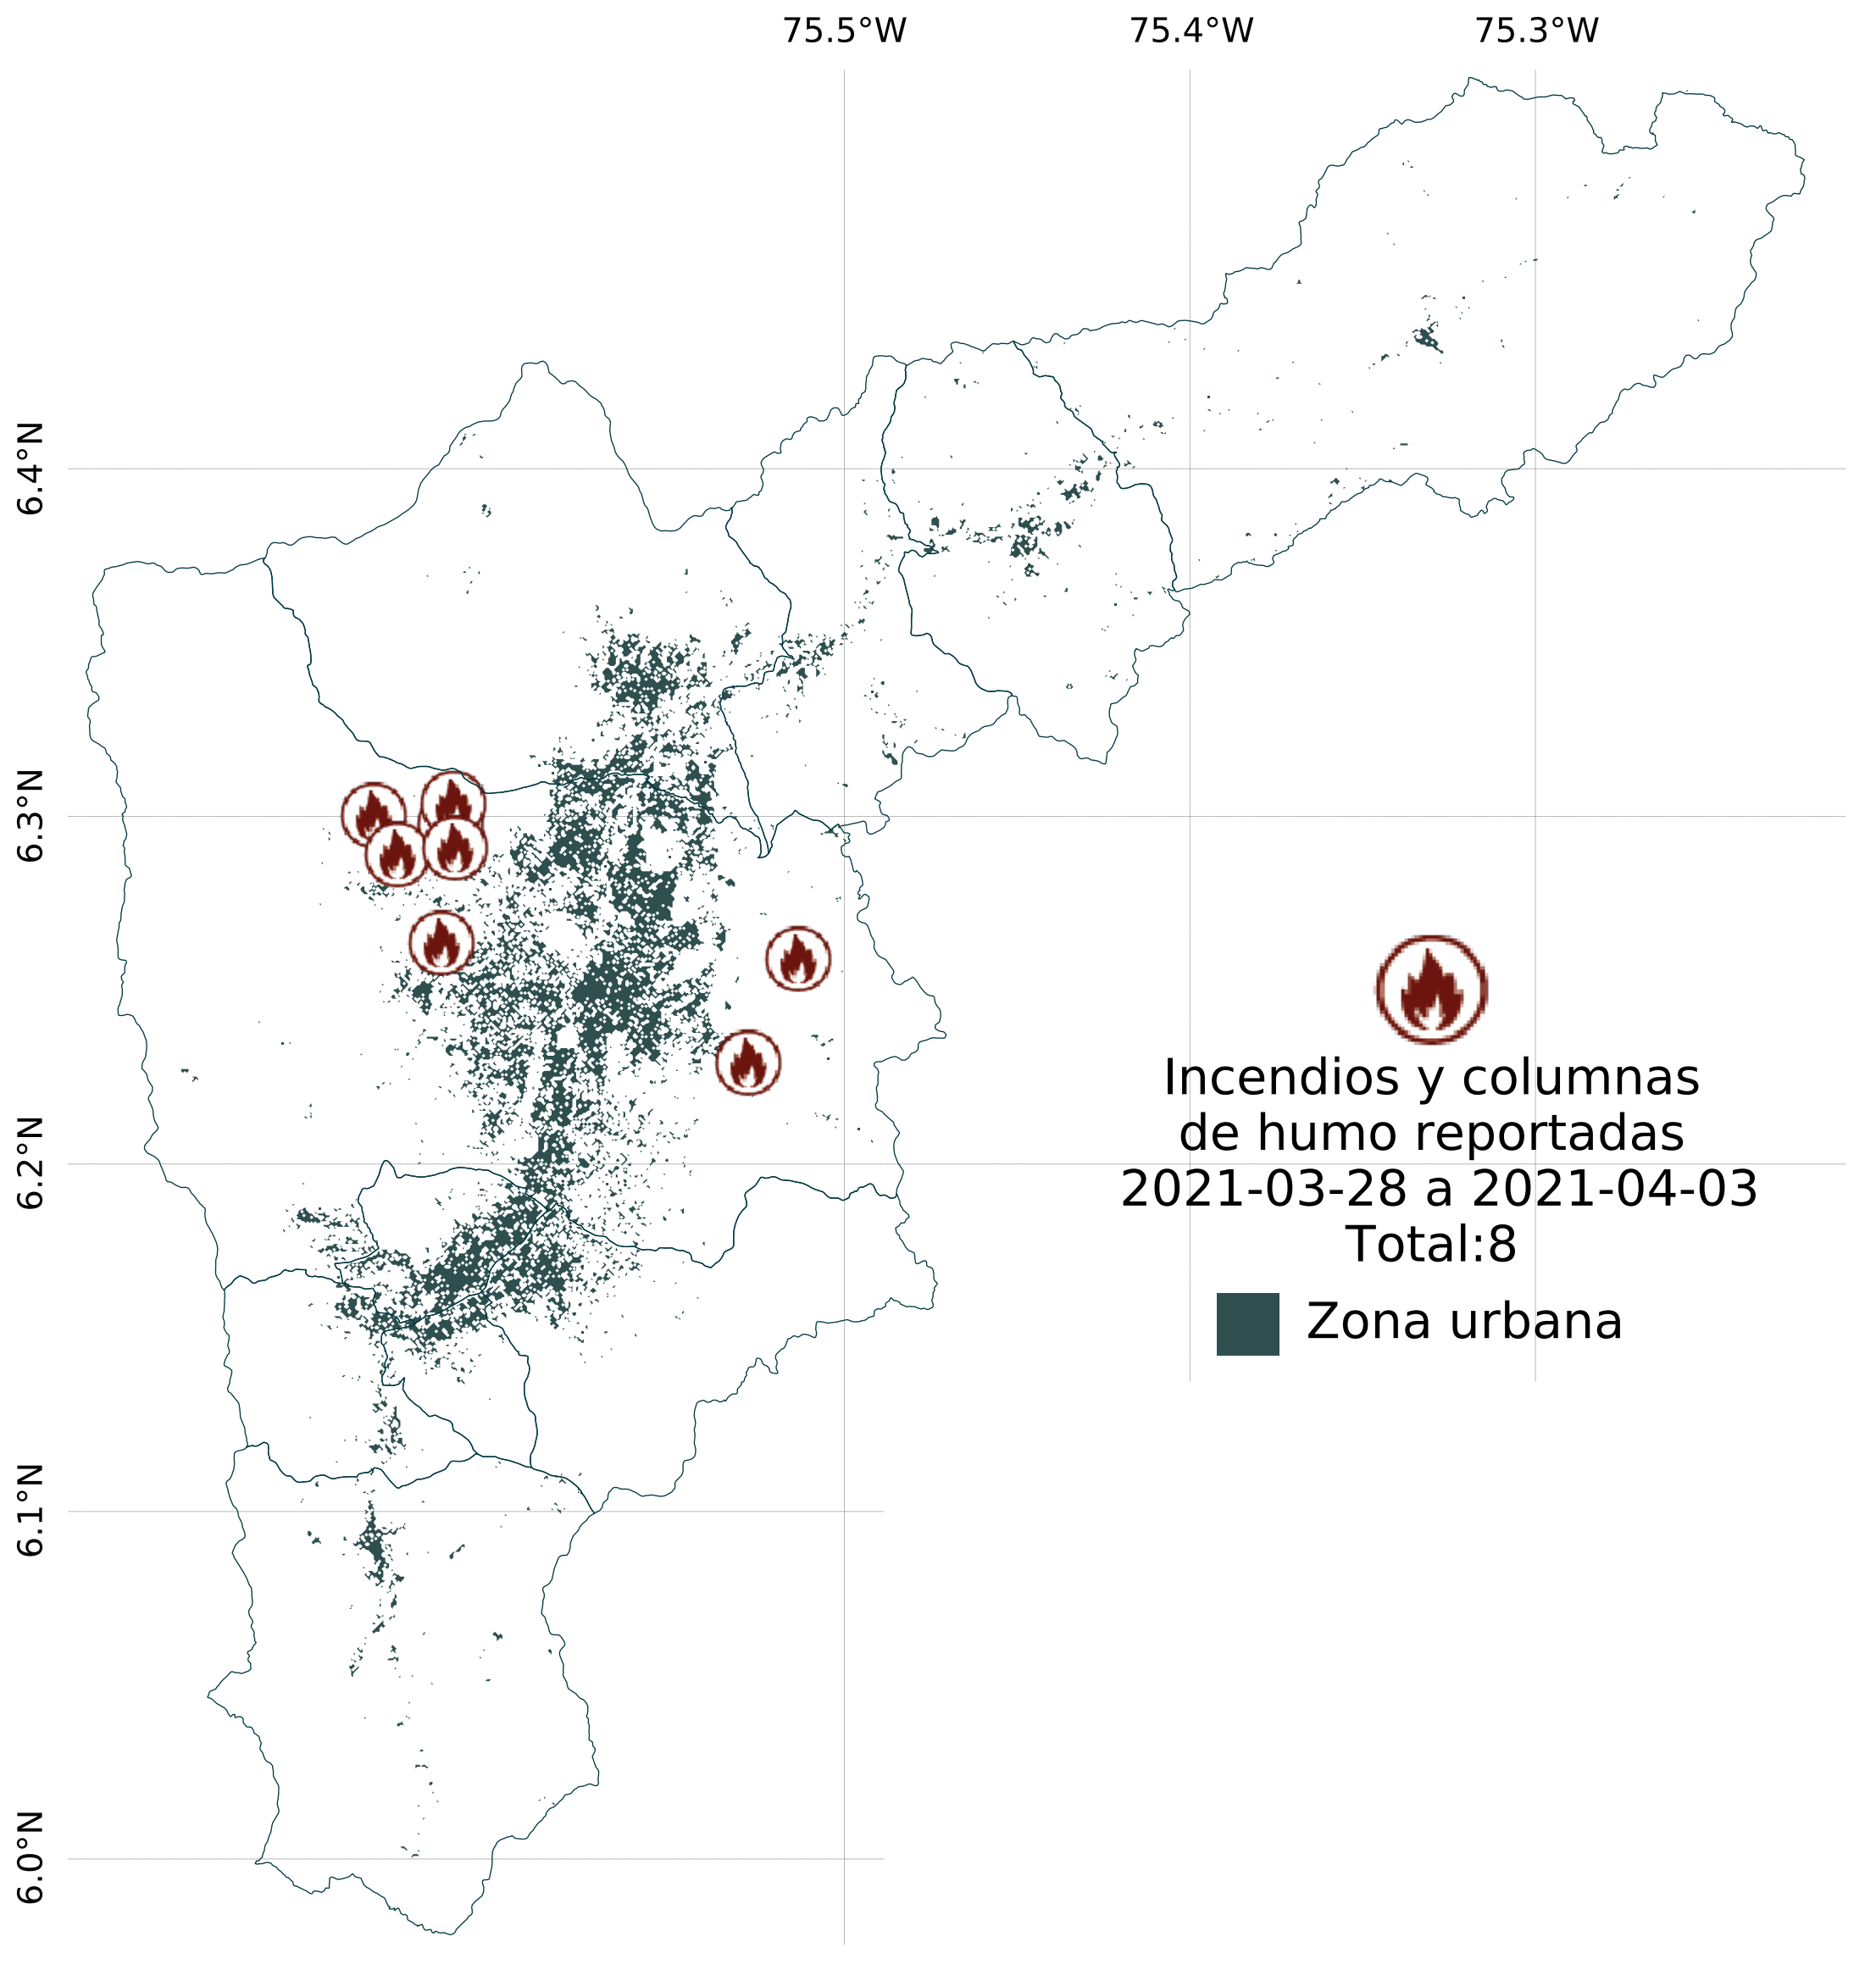 75.5°W 75.4°W 75.3°W
6.4°N
6.3°N
6.2°N
6.1°N
6.0°N
Incendios y columnas
de humo reportadas
2021-03-28 a 2021-04-03
Total:8
Zona urbana